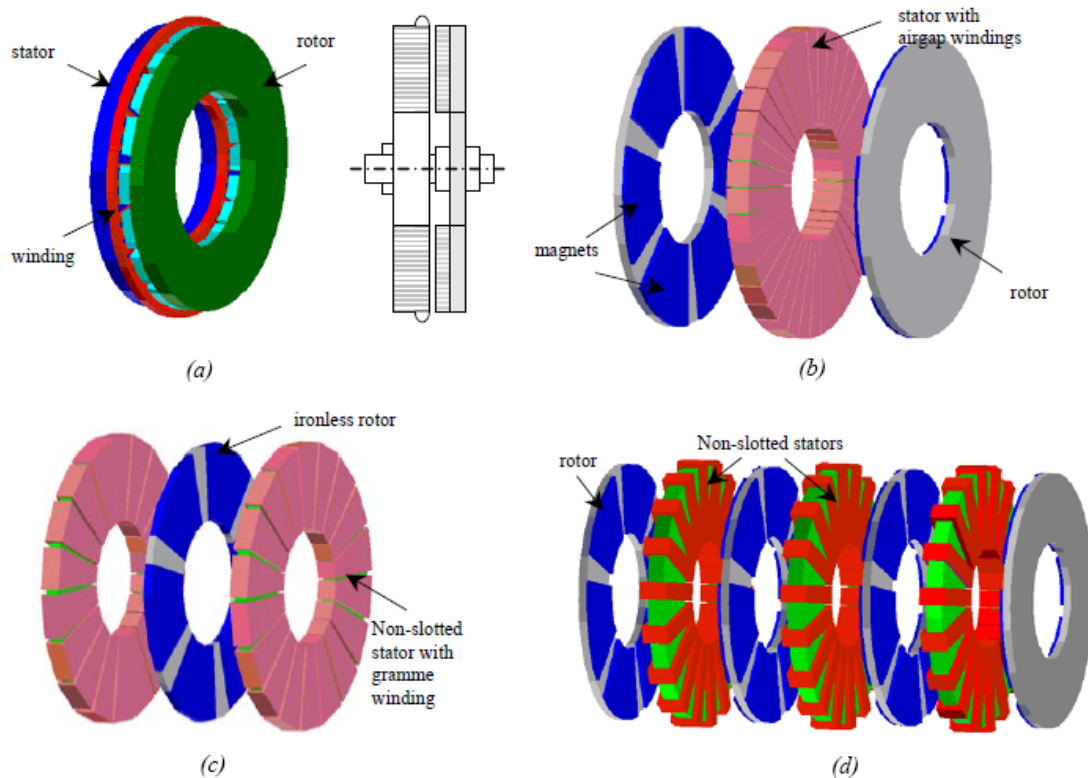 stator
rotor
winding
(a)
stator with
airgap windings
magnets
rotor
(b)
ironless rotor
Non-slotted
stator with
gramme
winding
(c)
Non-slotted stators
rotor
(d)